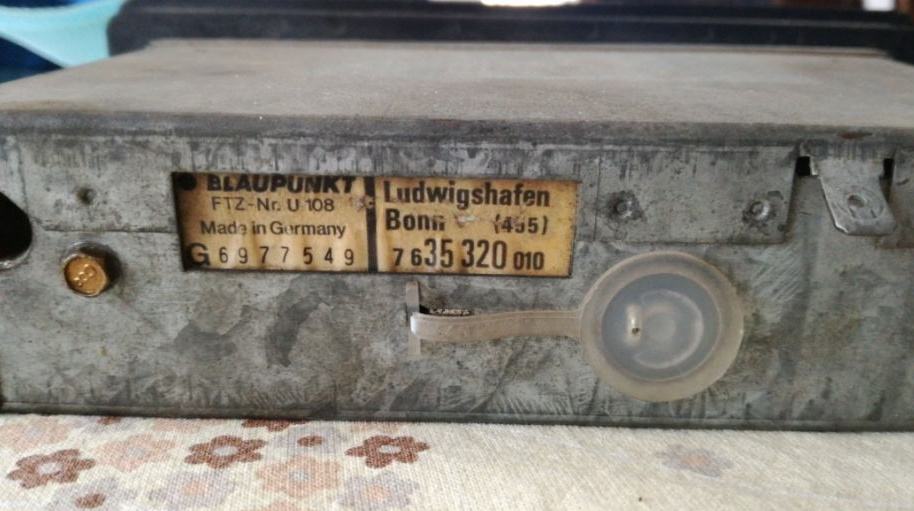 BLAUPUNKT
FTZ-Nr. U 108
Made in Germany
G 6977549
Ludwigshafen
Bonn (495)
7 635 320 010